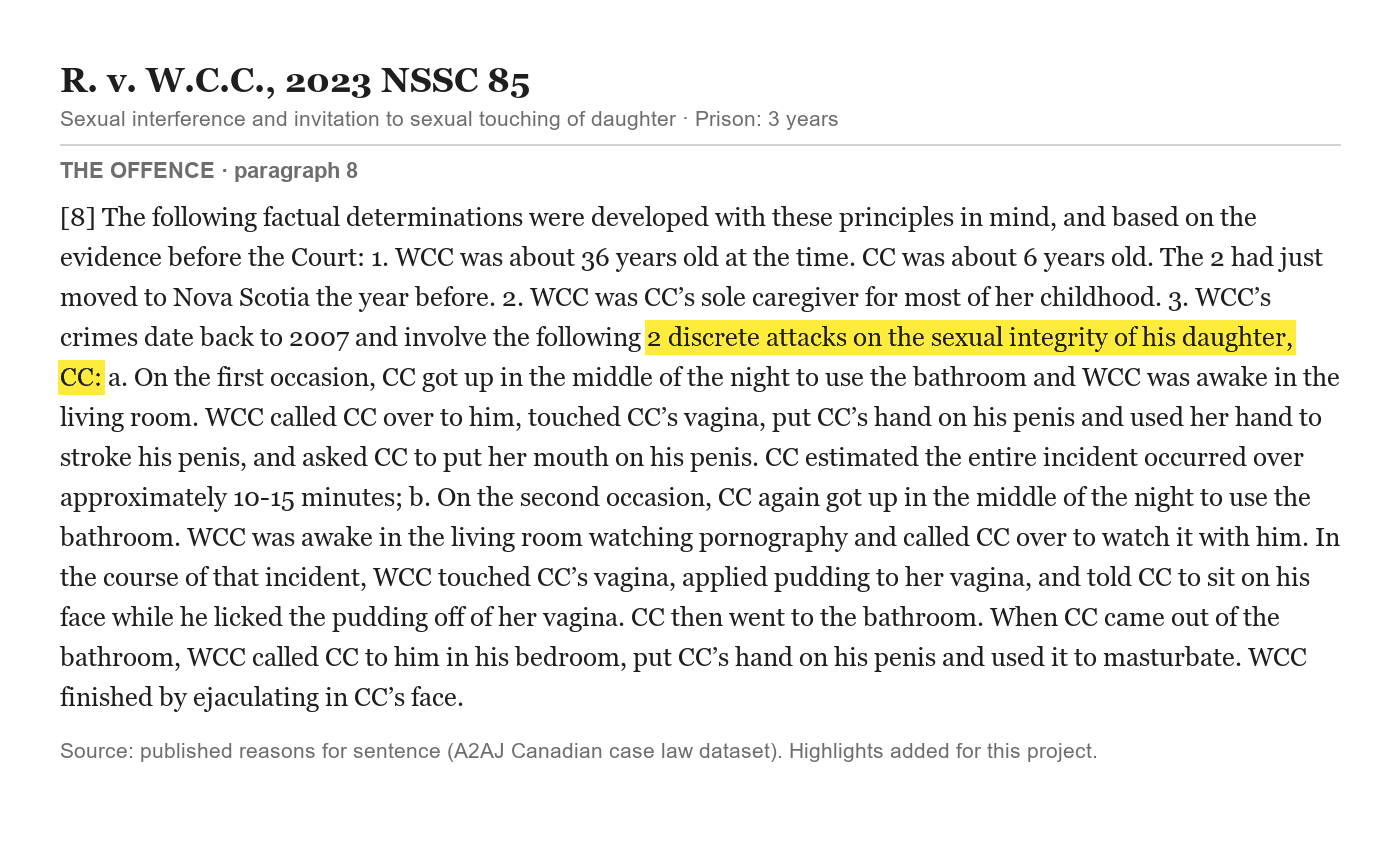 R. v. W.C.C., 2023 NSSC 85
Sexual interference and invitation to sexual touching of daughter · Prison: 3 years
THE OFFENCE · paragraph 8
[8] The following factual determinations were developed with these principles in mind, and based on the
evidence before the Court: 1. WCC was about 36 years old at the time. CC was about 6 years old. The 2 had just
moved to Nova Scotia the year before. 2. WCC was CC’s sole caregiver for most of her childhood. 3. WCC’s
crimes date back to 2007 and involve the following 2 discrete attacks on the sexual integrity of his daughter,
CC: a. On the first occasion, CC got up in the middle of the night to use the bathroom and WCC was awake in the
living room. WCC called CC over to him, touched CC’s vagina, put CC’s hand on his penis and used her hand to
stroke his penis, and asked CC to put her mouth on his penis. CC estimated the entire incident occurred over
approximately 10-15 minutes; b. On the second occasion, CC again got up in the middle of the night to use the
bathroom. WCC was awake in the living room watching pornography and called CC over to watch it with him. In
the course of that incident, WCC touched CC’s vagina, applied pudding to her vagina, and told CC to sit on his
face while he licked the pudding off of her vagina. CC then went to the bathroom. When CC came out of the
bathroom, WCC called CC to him in his bedroom, put CC’s hand on his penis and used it to masturbate. WCC
finished by ejaculating in CC’s face.
Source: published reasons for sentence (A2AJ Canadian case law dataset). Highlights added for this project.